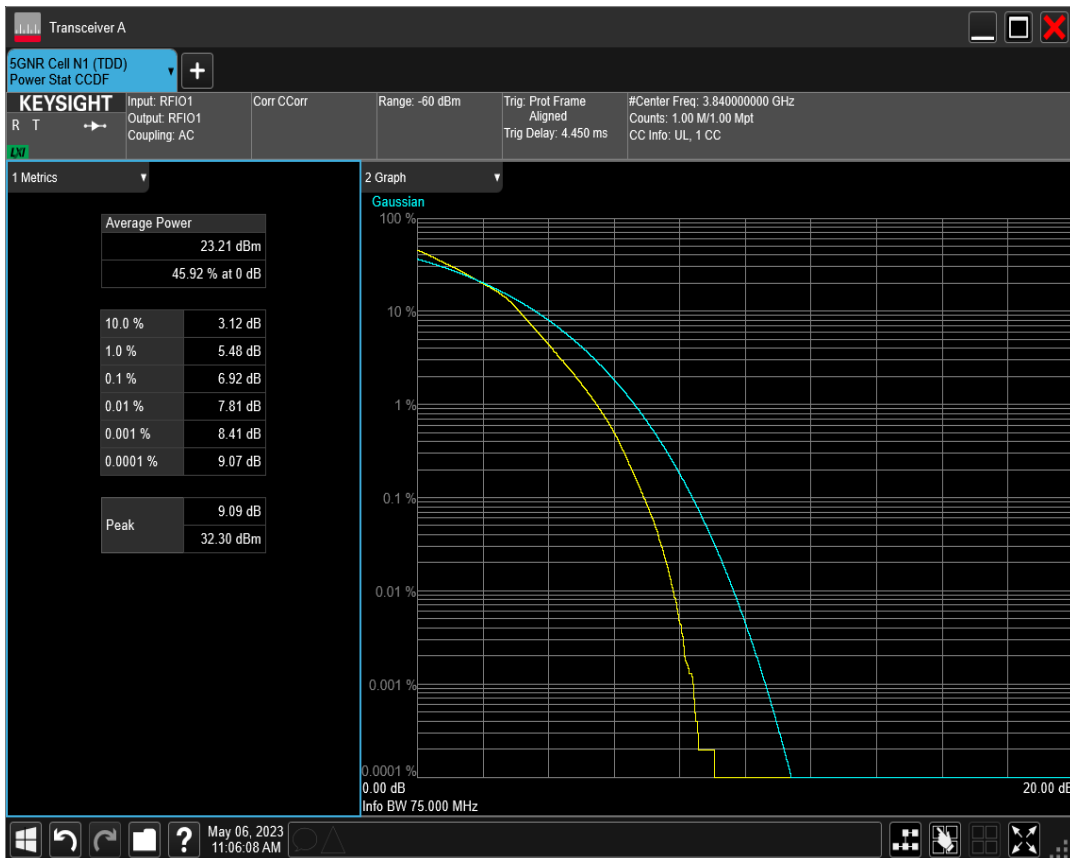 Transceiver A
5GNR Cell N1 (TDD)
Power Stat CCDF
KEYSIGHT
R T
LXI
Input: RFIO1
Output: RFIO1
Coupling: AC
Corr CCorr
Range: -60 dBm
Trig: Prot Frame
Aligned
Trig Delay: 4.450 ms
#Center Freq: 3.840000000 GHz
Counts: 1.00 M/1.00 Mpt
CC Info: UL, 1 CC
1 Metrics
Average Power
23.21 dBm
45.92 % at 0 dB
10.0 % 3.12 dB
1.0 % 5.48 dB
0.1 % 6.92 dB
0.01 % 7.81 dB
0.001 % 8.41 dB
0.0001 % 9.07 dB
Peak
9.09 dB
32.30 dBm
2 Graph
Gaussian
100 %
10 %
1 %
0.1 %
0.01 %
0.001 %
0.0001 %
0.00 dB 20.00 dB
Info BW 75.000 MHz
May 06, 2023
11:06:08 AM